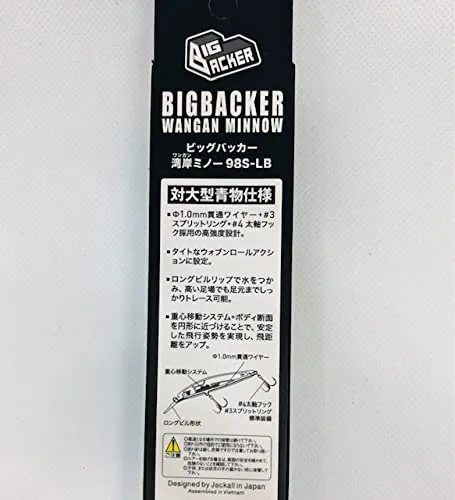 BIG
BACKER
BIGBACKER
WANGAN MINNOW
ビッグバッカー
ワンガン
湾岸ミノー98S-LB
対大型青物仕様
●Φ1.0mm貫通ワイヤー+#3
スプリットリング+#4 太軸フッ
ク採用の高強度設計。
●タイトなウォブンロールアクシ
ョンに設定。
●ロングビルリップで水をつか
み、高い足場でも足元までしっ
かりトレース可能。
●重心移動システム+ボディ断面
を円形に近づけることで、安定
した飛行姿勢を実現し、飛距
離をアップ。
Φ1.0mm貫通ワイヤー
重心移動システム
#4太軸フック
#3スプリットリング
標準装備
ロングビル形状
ご注意
Designed by Jackall in Japan
Assembled in Vietnam